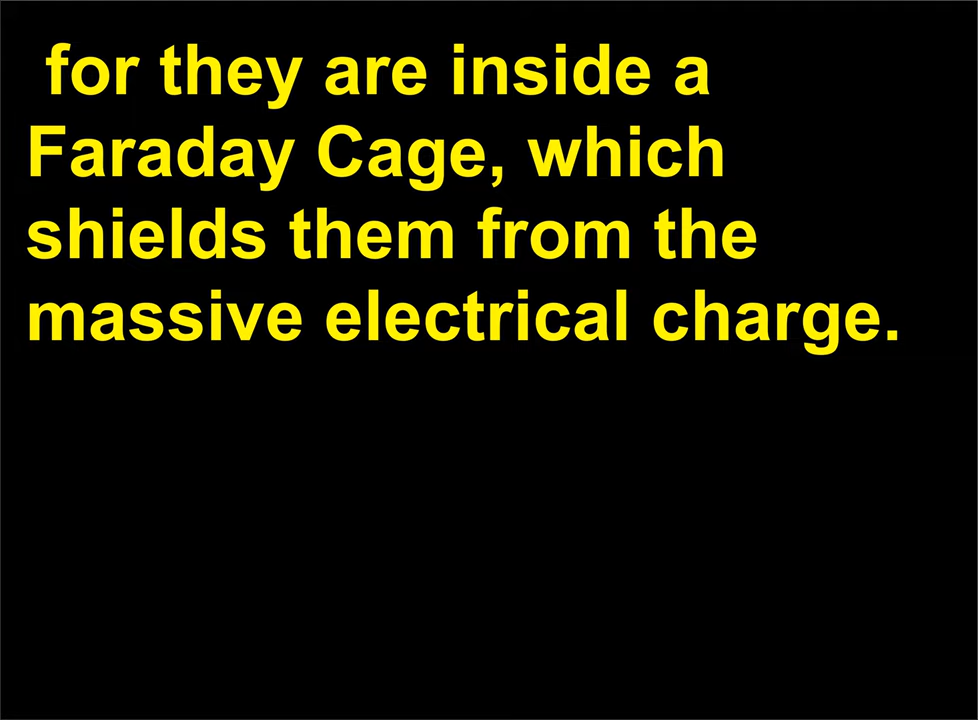 for they are inside a
Faraday Cage, which
shields them from the
massive electrical charge.